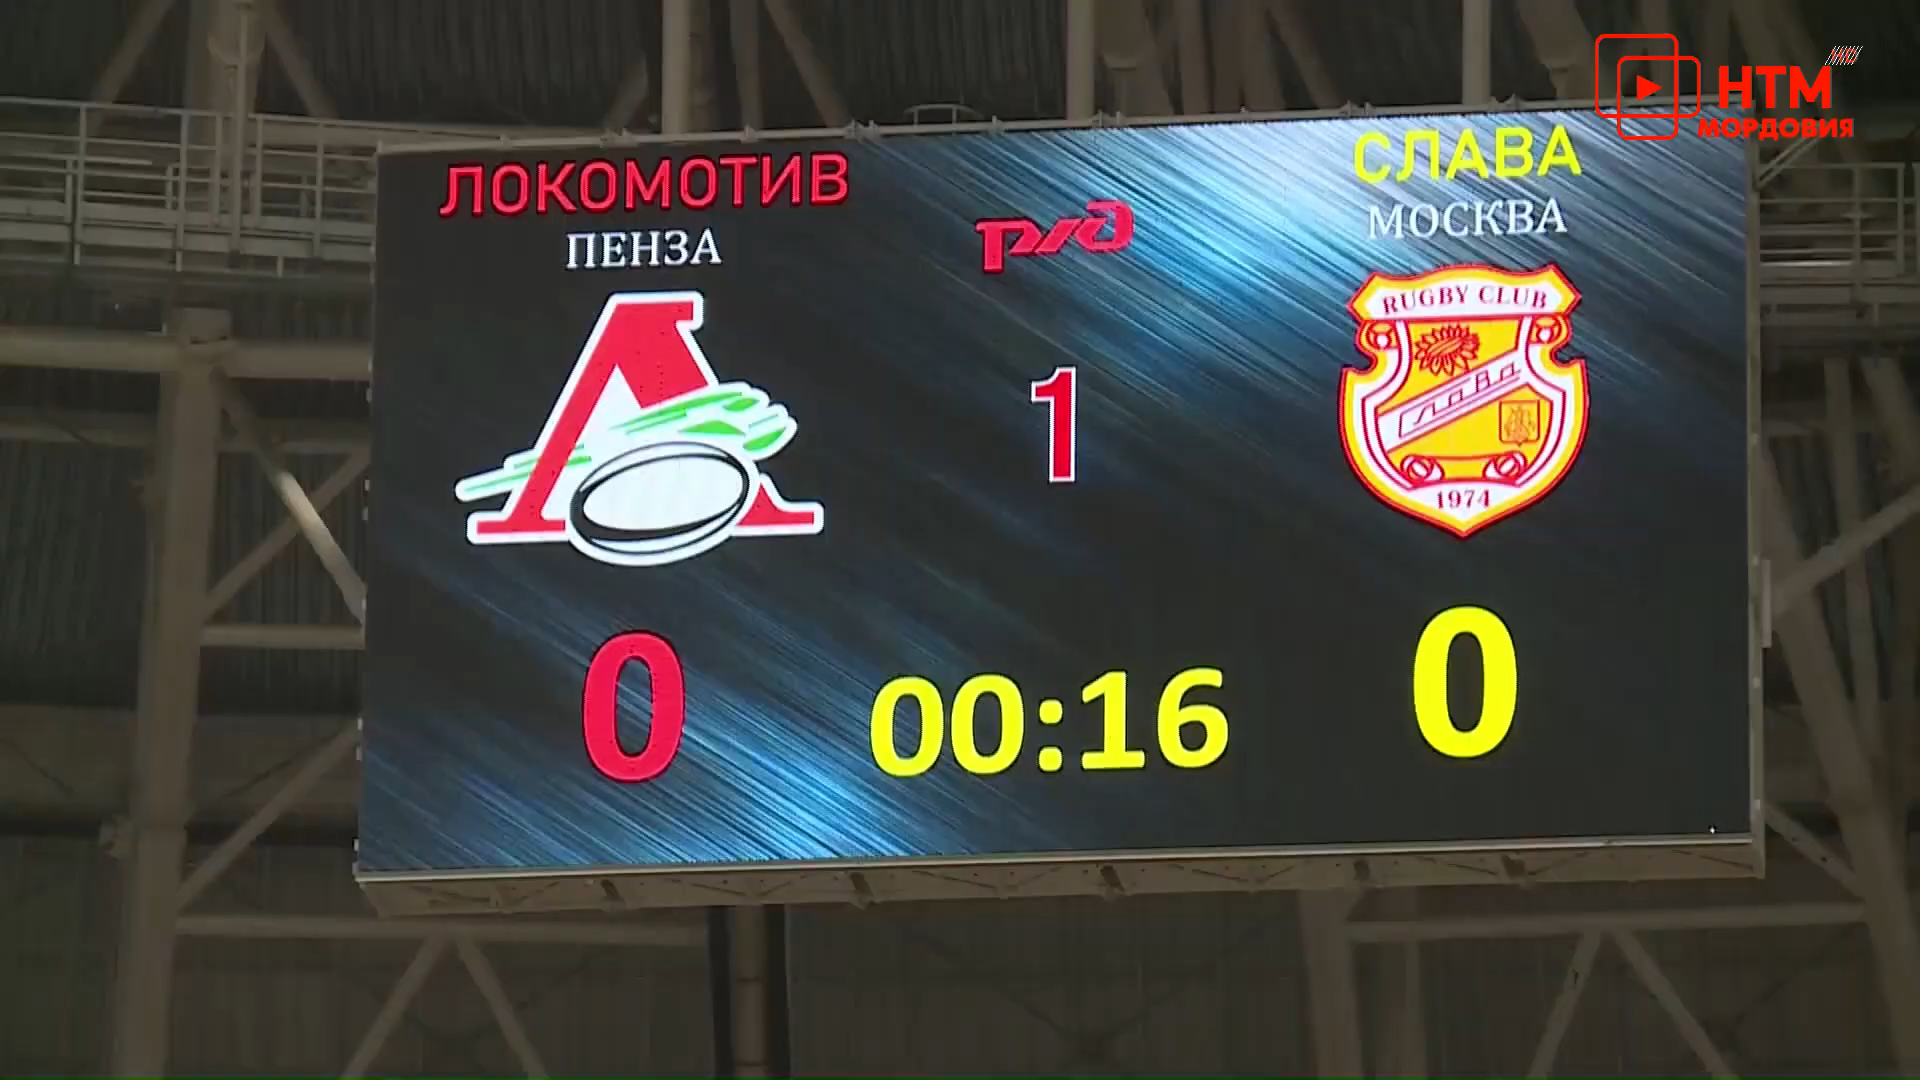 НТМ
МОРДОВИЯ
ЛОКОМОТИВ
ПЕНЗА
РЖД
СЛАВА
МОСКВА
RUGBY CLUB
Слава
1974
1
0
00:16
0